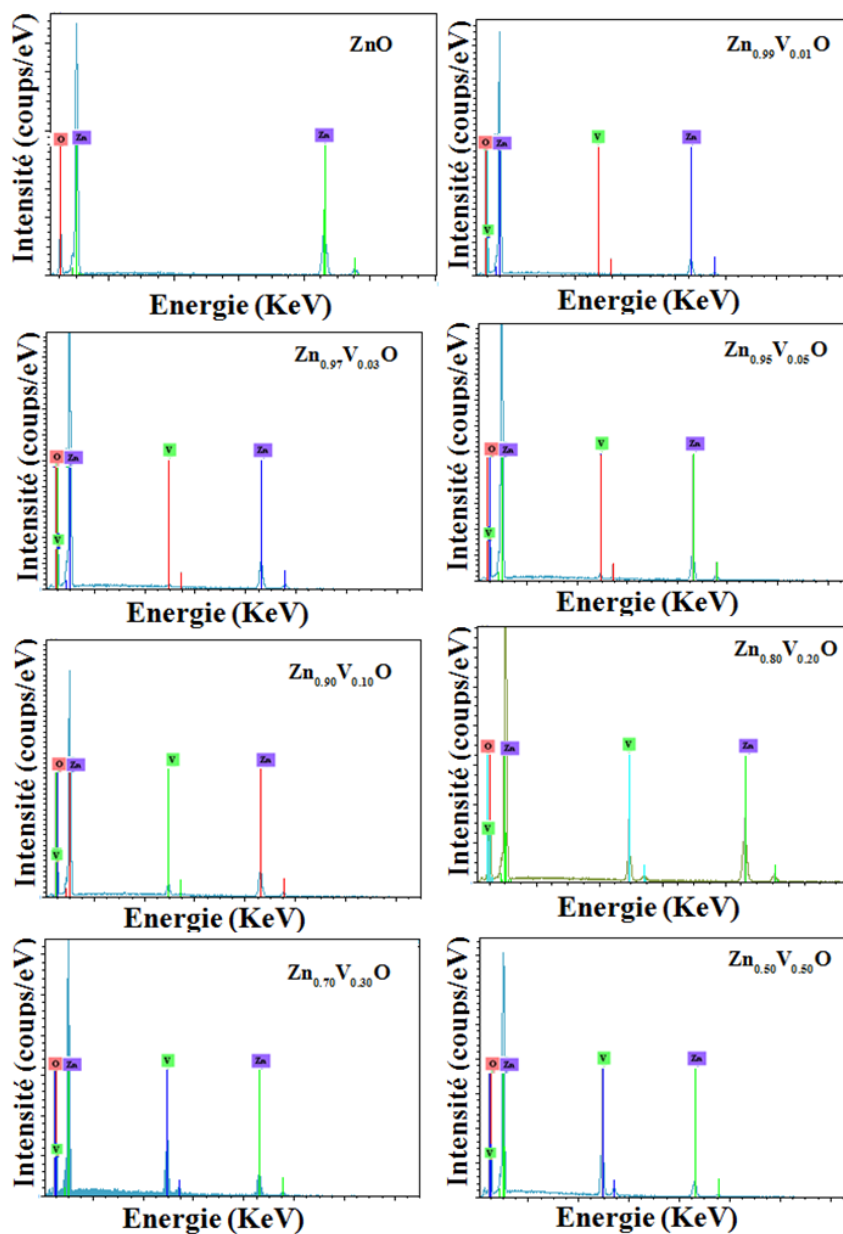 Intensité (coups/eV)
ZnO
O
Zn
Zn
Energie (KeV)
Intensité (coups/eV)
Zn₀.₉₉V₀.₀₁O
O
Zn
V
V
Zn
Energie (KeV)
Intensité (coups/eV)
Zn₀.₉₇V₀.₀₃O
O
Zn
V
V
Zn
Energie (KeV)
Intensité (coups/eV)
Zn₀.₉₅V₀.₀₅O
O
Zn
V
V
Zn
Energie (KeV)
Intensité (coups/eV)
Zn₀.₉₀V₀.₁₀O
O
Zn
V
V
Zn
Energie (KeV)
Intensité (coups/eV)
Zn₀.₈₀V₀.₂₀O
O
Zn
V
V
Zn
Energie (KeV)
Intensité (coups/eV)
Zn₀.₇₀V₀.₃₀O
O
Zn
V
V
Zn
Energie (KeV)
Intensité (coups/eV)
Zn₀.₅₀V₀.₅₀O
O
Zn
V
V
Zn
Energie (KeV)